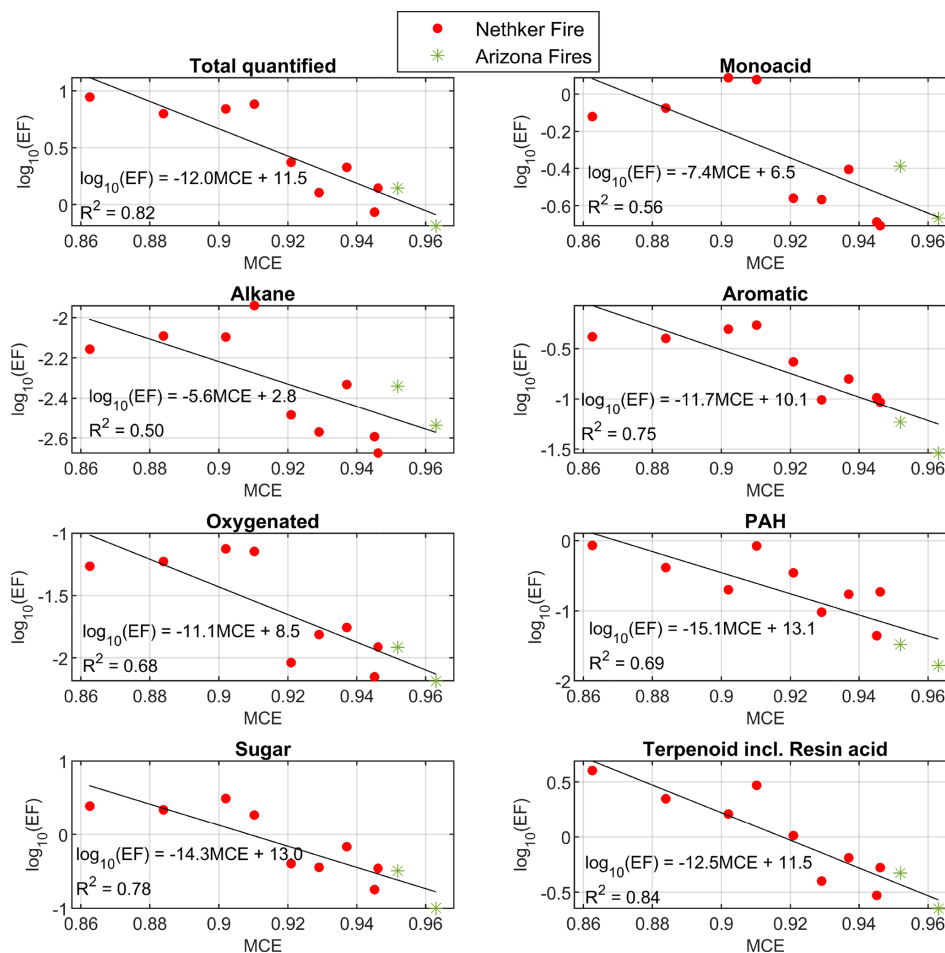 Nethker Fire
Arizona Fires
Total quantified
log10(EF)
1
0.5
0
log10(EF) = -12.0MCE + 11.5
R2 = 0.82
0.86 0.88 0.9 0.92 0.94 0.96
MCE
Monoacid
log10(EF)
0
-0.2
-0.4
-0.6
log10(EF) = -7.4MCE + 6.5
R2 = 0.56
0.86 0.88 0.9 0.92 0.94 0.96
MCE
Alkane
log10(EF)
-2
-2.2
-2.4
-2.6
log10(EF) = -5.6MCE + 2.8
R2 = 0.50
0.86 0.88 0.9 0.92 0.94 0.96
MCE
Aromatic
log10(EF)
-0.5
-1
-1.5
log10(EF) = -11.7MCE + 10.1
R2 = 0.75
0.86 0.88 0.9 0.92 0.94 0.96
MCE
Oxygenated
log10(EF)
-1
-1.5
-2
log10(EF) = -11.1MCE + 8.5
R2 = 0.68
0.86 0.88 0.9 0.92 0.94 0.96
MCE
PAH
log10(EF)
0
-1
-2
log10(EF) = -15.1MCE + 13.1
R2 = 0.69
0.86 0.88 0.9 0.92 0.94 0.96
MCE
Sugar
log10(EF)
1
0
-1
log10(EF) = -14.3MCE + 13.0
R2 = 0.78
0.86 0.88 0.9 0.92 0.94 0.96
MCE
Terpenoid incl. Resin acid
log10(EF)
0.5
0
-0.5
log10(EF) = -12.5MCE + 11.5
R2 = 0.84
0.86 0.88 0.9 0.92 0.94 0.96
MCE